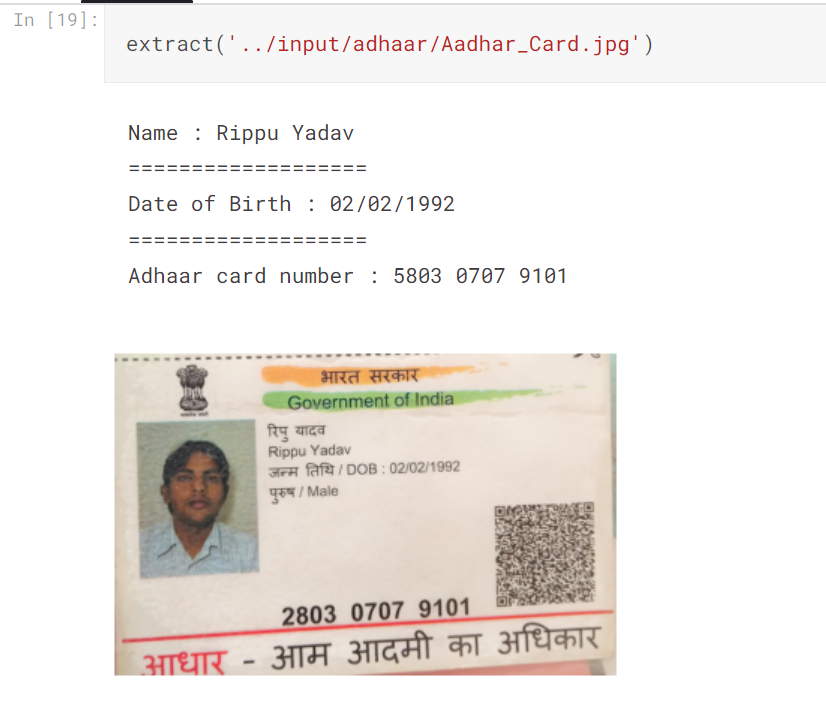 In [19]:
extract('../input/adhaar/Aadhar_Card.jpg')
Name : Rippu Yadav
===================
Date of Birth : 02/02/1992
===================
Adhaar card number : 5803 0707 9101
भारत सरकार
Government of India
रिपु यादव
Rippu Yadav
जन्म तिथि / DOB : 02/02/1992
पुरुष / Male
2803 0707 9101
आधार - आम आदमी का अधिकार